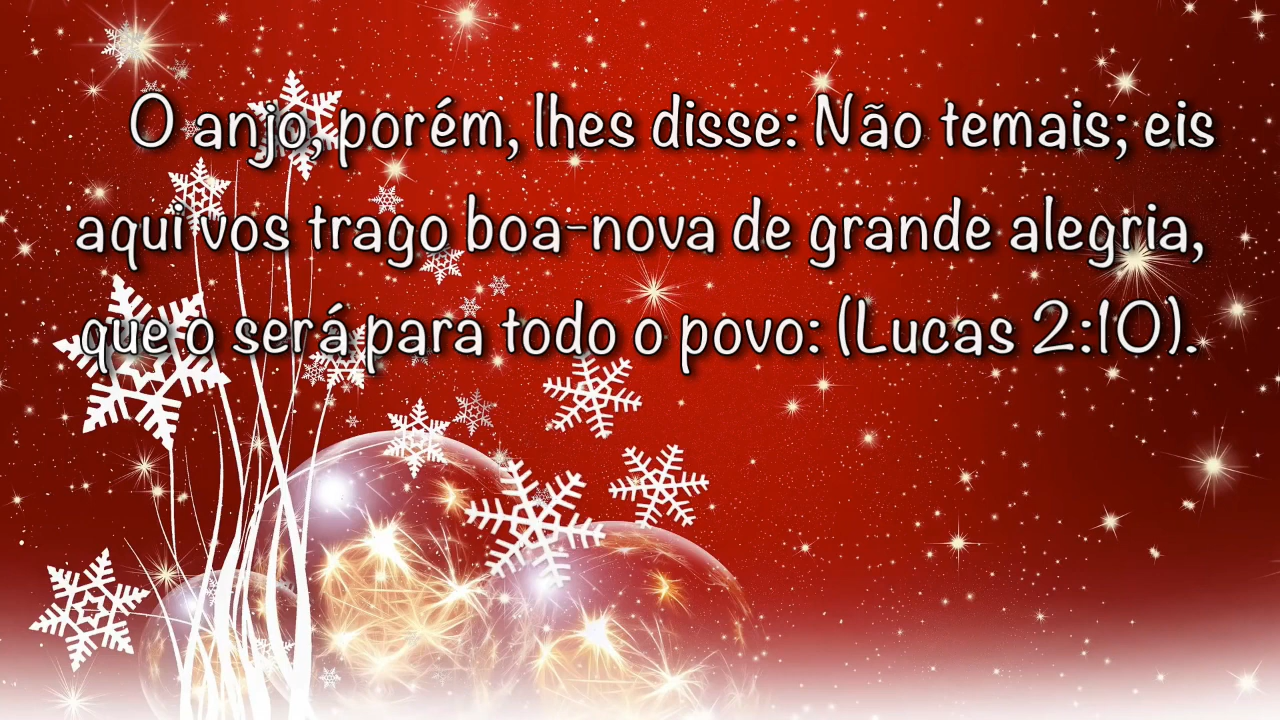 O anjo, porém, lhes disse: Não temais; eis
aqui vos trago boa-nova de grande alegria,
que o será para todo o povo: (Lucas 2:10).